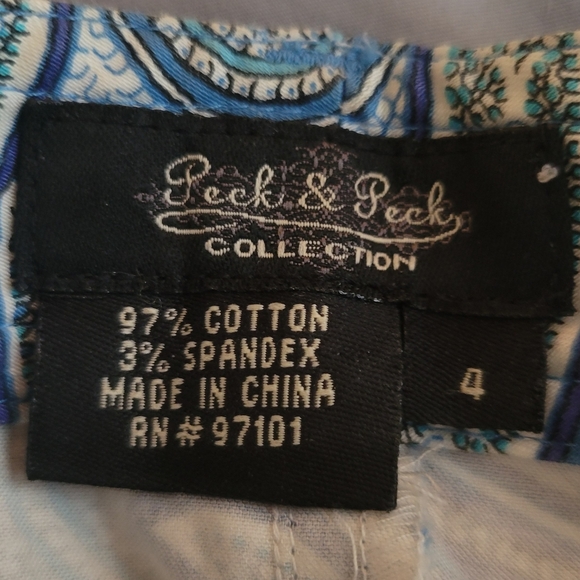 Peck & Peck
COLLECTION
97% COTTON
3% SPANDEX
MADE IN CHINA
RN#97101
4